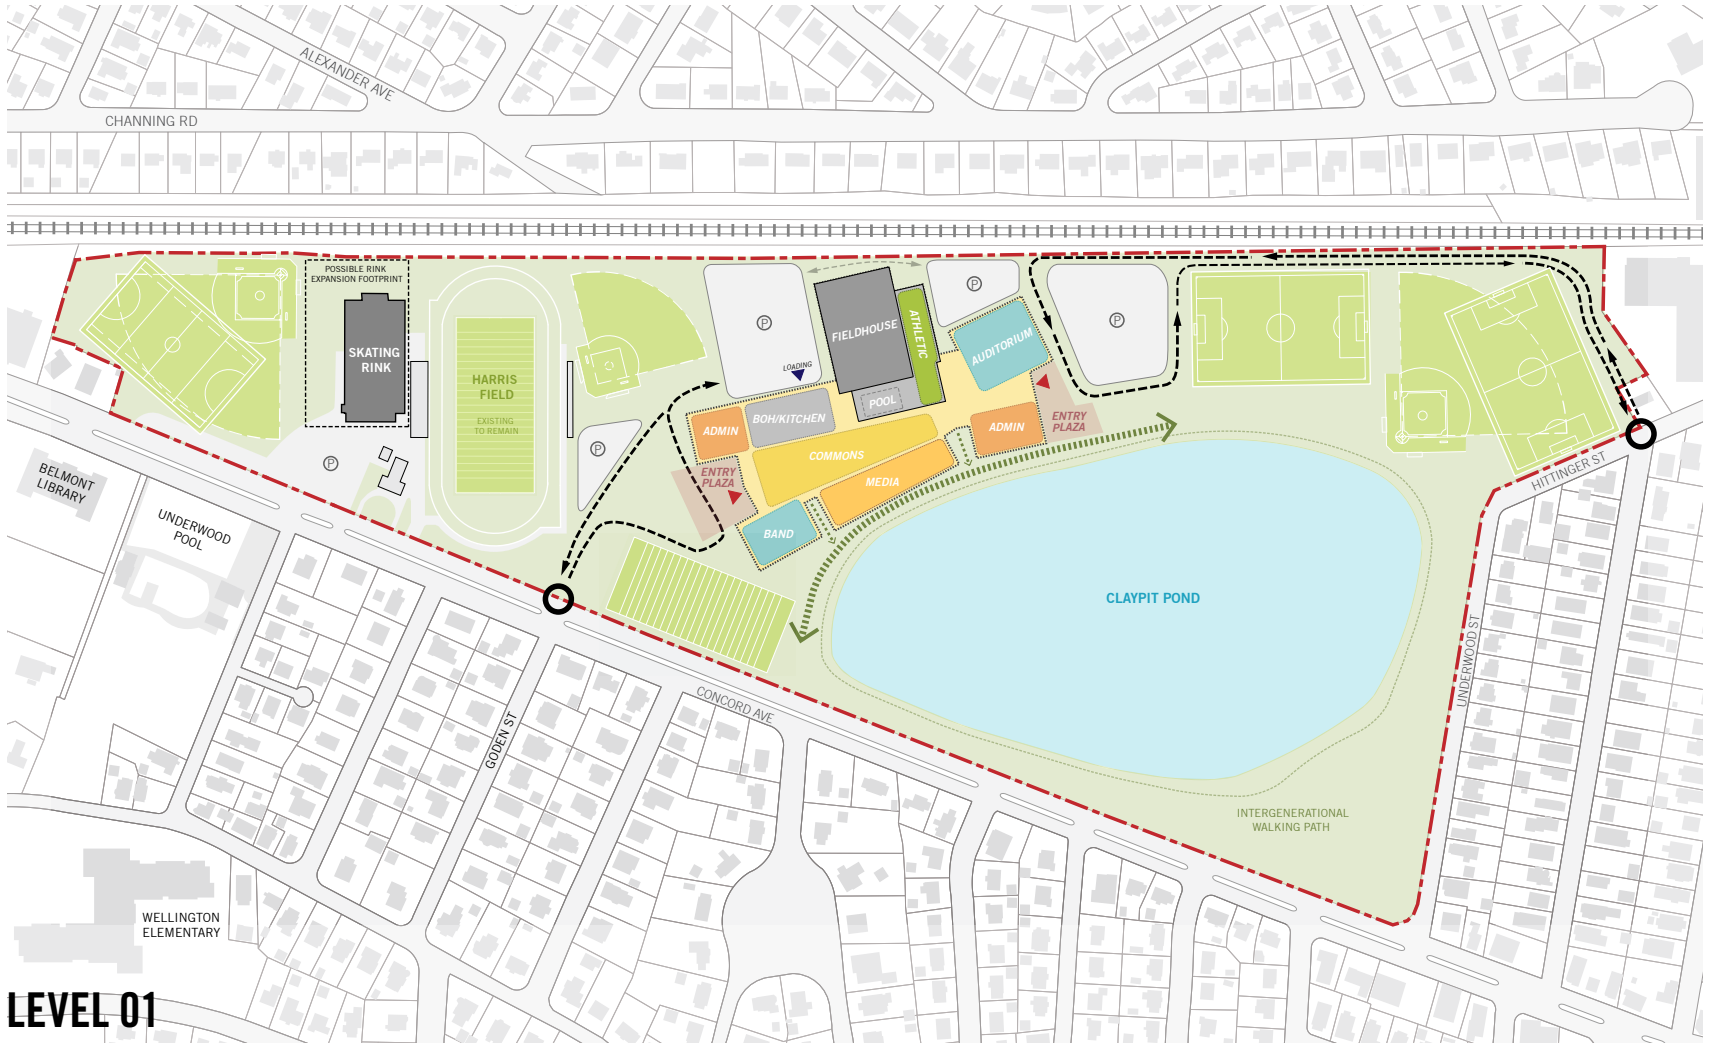 ALEXANDER AVE
CHANNING RD
POSSIBLE RINK
EXPANSION FOOTPRINT
SKATING
RINK
HARRIS
FIELD
EXISTING
TO REMAIN
P
P
P
P
P
LOADING
FIELDHOUSE
ATHLETIC
AUDITORIUM
POOL
ADMIN
BOH/KITCHEN
COMMONS
MEDIA
ADMIN
ENTRY
PLAZA
ENTRY
PLAZA
BAND
BELMONT
LIBRARY
UNDERWOOD
POOL
HITTINGER ST
CLAYPIT POND
UNDERWOOD ST
CONCORD AVE
GODEN ST
INTERGENERATIONAL
WALKING PATH
WELLINGTON
ELEMENTARY
LEVEL 01